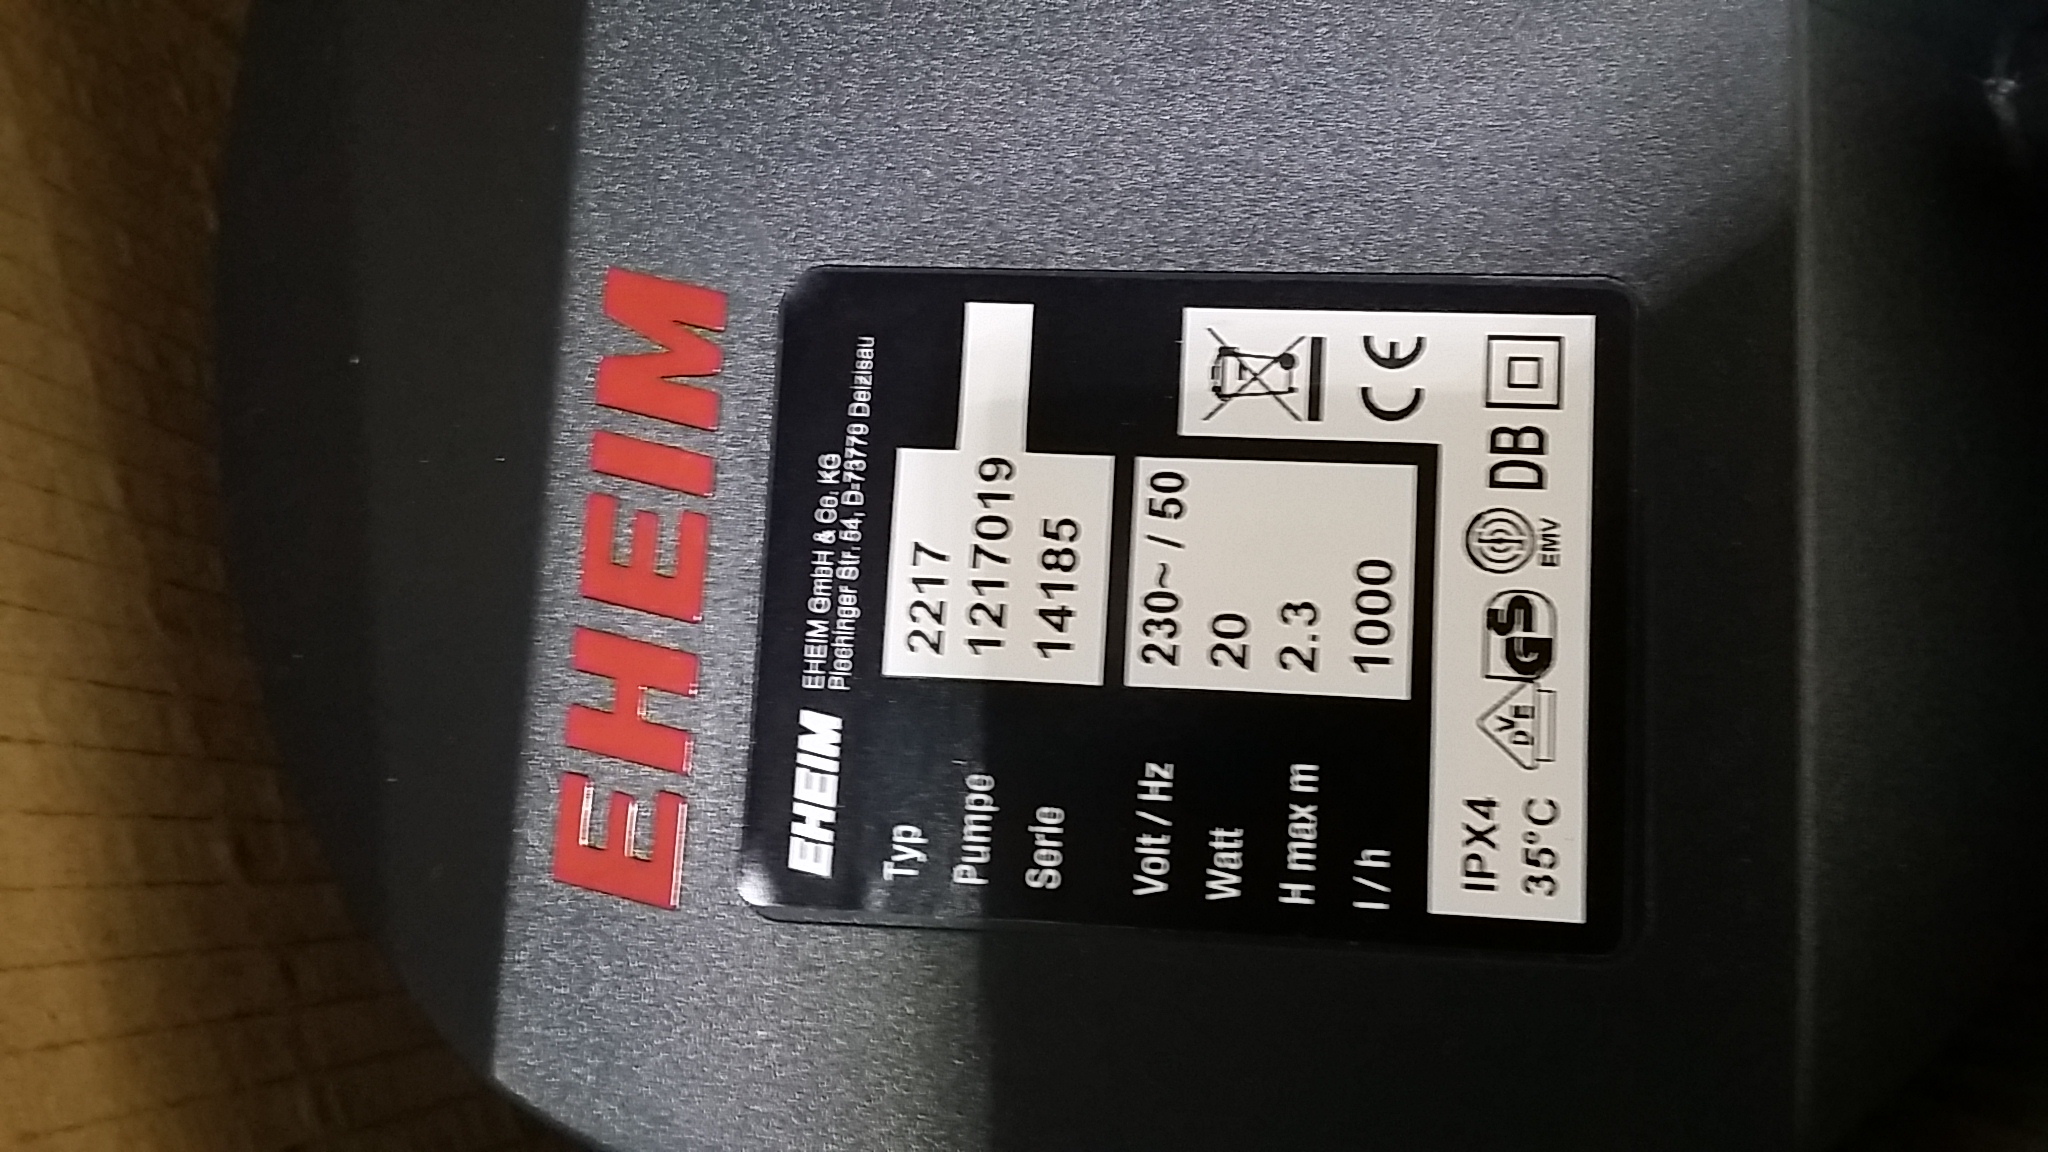 EHEIM
EHEIM EHEIM GmbH & Co. KG
Plochinger Str. 54, D-73779 Deizisau
Typ 2217
Pumpe 1217019
Serie 14185
Volt / Hz 230~ / 50
Watt 20
H max m 2.3
l / h 1000
IPX4 DVE GS EMV DB CE
35°C